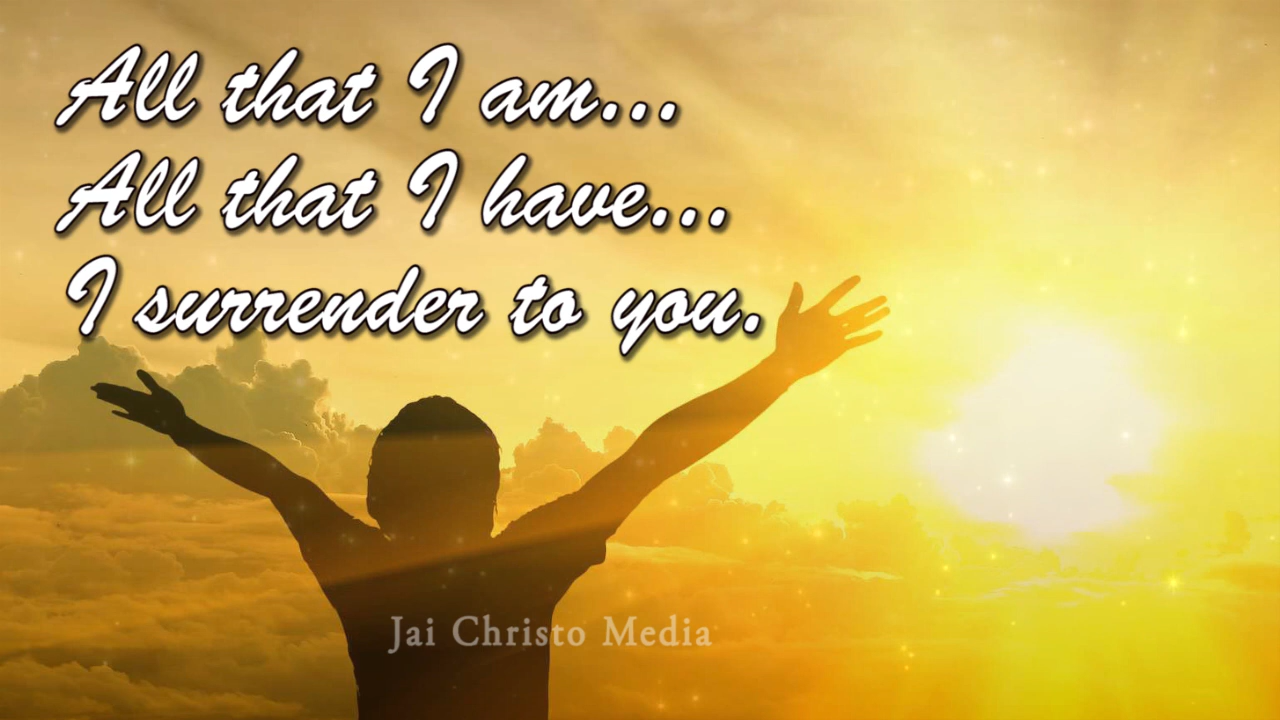 All that I am...
All that I have...
I surrender to you.
Jai Christo Media